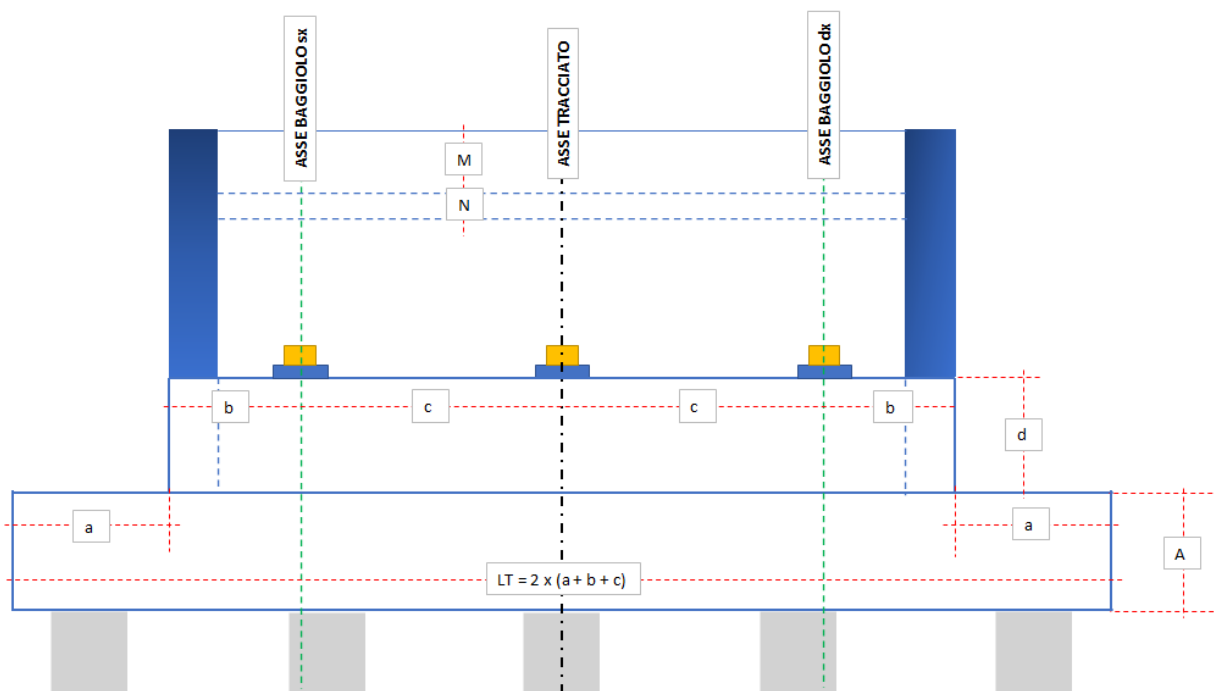 ASSE BAGGIOLO sx
ASSE TRACCIATO
ASSE BAGGIOLO dx
M
N
b
c
c
b
d
a
a
A
LT = 2 x (a + b + c)